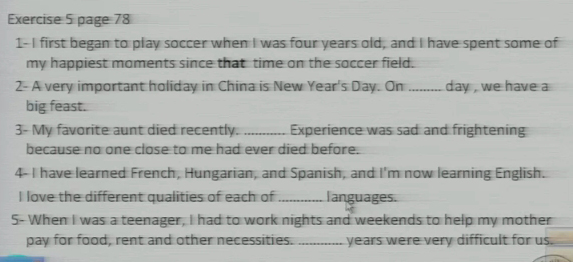 Exercise 5 page 78
1- I first began to play soccer when I was four years old, and I have spent some of
my happiest moments since that time on the soccer field.
2- A very important holiday in China is New Year's Day. On ......... day , we have a
big feast.
3- My favorite aunt died recently. ........... Experience was sad and frightening
because no one close to me had ever died before.
4- I have learned French, Hungarian, and Spanish, and I'm now learning English.
I love the different qualities of each of ............ languages.
5- When I was a teenager, I had to work nights and weekends to help my mother
pay for food, rent and other necessities. ............ years were very difficult for us.